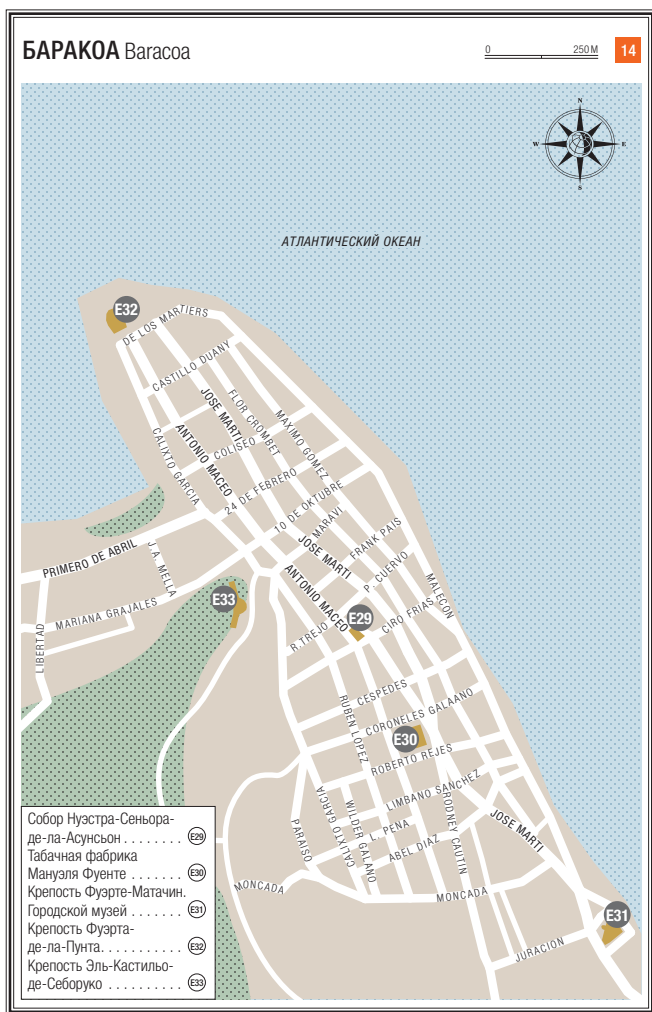 БАРАКОА Baracoa
0 250 М
14
N
W E
S
АТЛАНТИЧЕСКИЙ ОКЕАН
E32
DE LOS MARTIERS
CASTILLO DUANY
JOSE MARTI
FLOR CROMBET
MAXIMO GOMEZ
ANTONIO MACEO
CALIXTO GARCIA
COLISEO
24 DE FEBRERO
10 DE OKTUBRE
MARAVI
FRANK PAIS
PRIMERO DE ABRIL
J.A. MELLA
JOSE MARTI
P. CUERVO
MALECON
MARIANA GRAJALES
LIBERTAD
E33
ANTONIO MACEO
R.TREJO
E29
CIRO FRIAS
CESPEDES
RUBEN LOPEZ
CORONELES GALAANO
E30
ROBERTO REJES
LIMBANO SANCHEZ
PARAISO
CALIXTO GARCIA
WILDER GALANO
L. PENA
ABEL DIAZ
RODNEY CAUTIN
JOSE MARTI
MONCADA
MONCADA
JURACION
E31
Собор Нуэстра-Сеньора-
де-ла-Асунсьон . . . . . . . . E29
Табачная фабрика
Мануэля Фуенте . . . . . . . E30
Крепость Фуэрте-Матачин.
Городской музей . . . . . . . E31
Крепость Фуэрта-
де-ла-Пунта. . . . . . . . . . . E32
Крепость Эль-Кастильо-
де-Себоруко . . . . . . . . . . E33